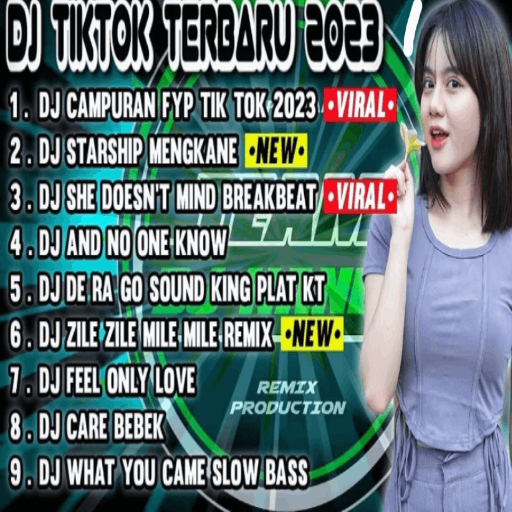 DJ TIKTOK TERBARU 2023
1. DJ CAMPURAN FYP TIK TOK 2023 •VIRAL•
2. DJ STARSHIP MENGKANE •NEW•
3. DJ SHE DOESN'T MIND BREAKBEAT •VIRAL•
4. DJ AND NO ONE KNOW
5. DJ DE RA GO SOUND KING PLAT KT
6. DJ ZILE ZILE MILE MILE REMIX •NEW•
7. DJ FEEL ONLY LOVE
8. DJ CARE BEBEK
9. DJ WHAT YOU CAME SLOW BASS
REMIX
PRODUCTION